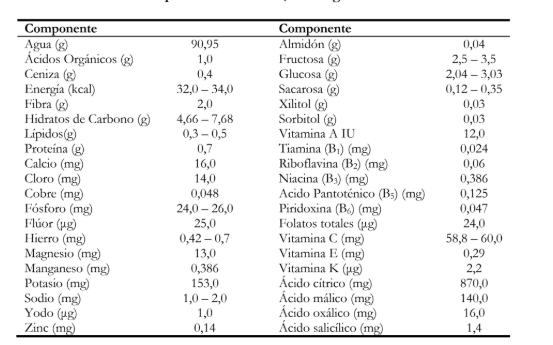 Componente Componente
Agua (g) 90,95 Almidón (g) 0,04
Ácidos Orgánicos (g) 1,0 Fructosa (g) 2,5 – 3,5
Ceniza (g) 0,4 Glucosa (g) 2,04 – 3,03
Energía (kcal) 32,0 – 34,0 Sacarosa (g) 0,12 – 0,35
Fibra (g) 2,0 Xilitol (g) 0,03
Hidratos de Carbono (g) 4,66 – 7,68 Sorbitol (g) 0,03
Lípidos(g) 0,3 – 0,5 Vitamina A IU 12,0
Proteína (g) 0,7 Tiamina (B₁) (mg) 0,024
Calcio (mg) 16,0 Riboflavina (B₂) (mg) 0,06
Cloro (mg) 14,0 Niacina (B₃) (mg) 0,386
Cobre (mg) 0,048 Acido Pantoténico (B₅) (mg) 0,125
Fósforo (mg) 24,0 – 26,0 Piridoxina (B₆) (mg) 0,047
Flúor (µg) 25,0 Folatos totales (µg) 24,0
Hierro (mg) 0,42 – 0,7 Vitamina C (mg) 58,8 – 60,0
Magnesio (mg) 13,0 Vitamina E (mg) 0,29
Manganeso (mg) 0,386 Vitamina K (µg) 2,2
Potasio (mg) 153,0 Ácido cítrico (mg) 870,0
Sodio (mg) 1,0 – 2,0 Ácido málico (mg) 140,0
Yodo (µg) 1,0 Ácido oxálico (mg) 16,0
Zinc (mg) 0,14 Ácido salicílico (mg) 1,4